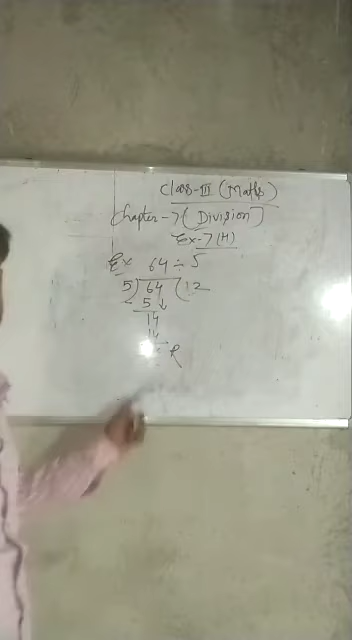 Class-III (Maths)
Chapter-7 (Division)
Ex-7(H)
Ex 64 ÷ 5
5) 64 (12
5↓
14
R